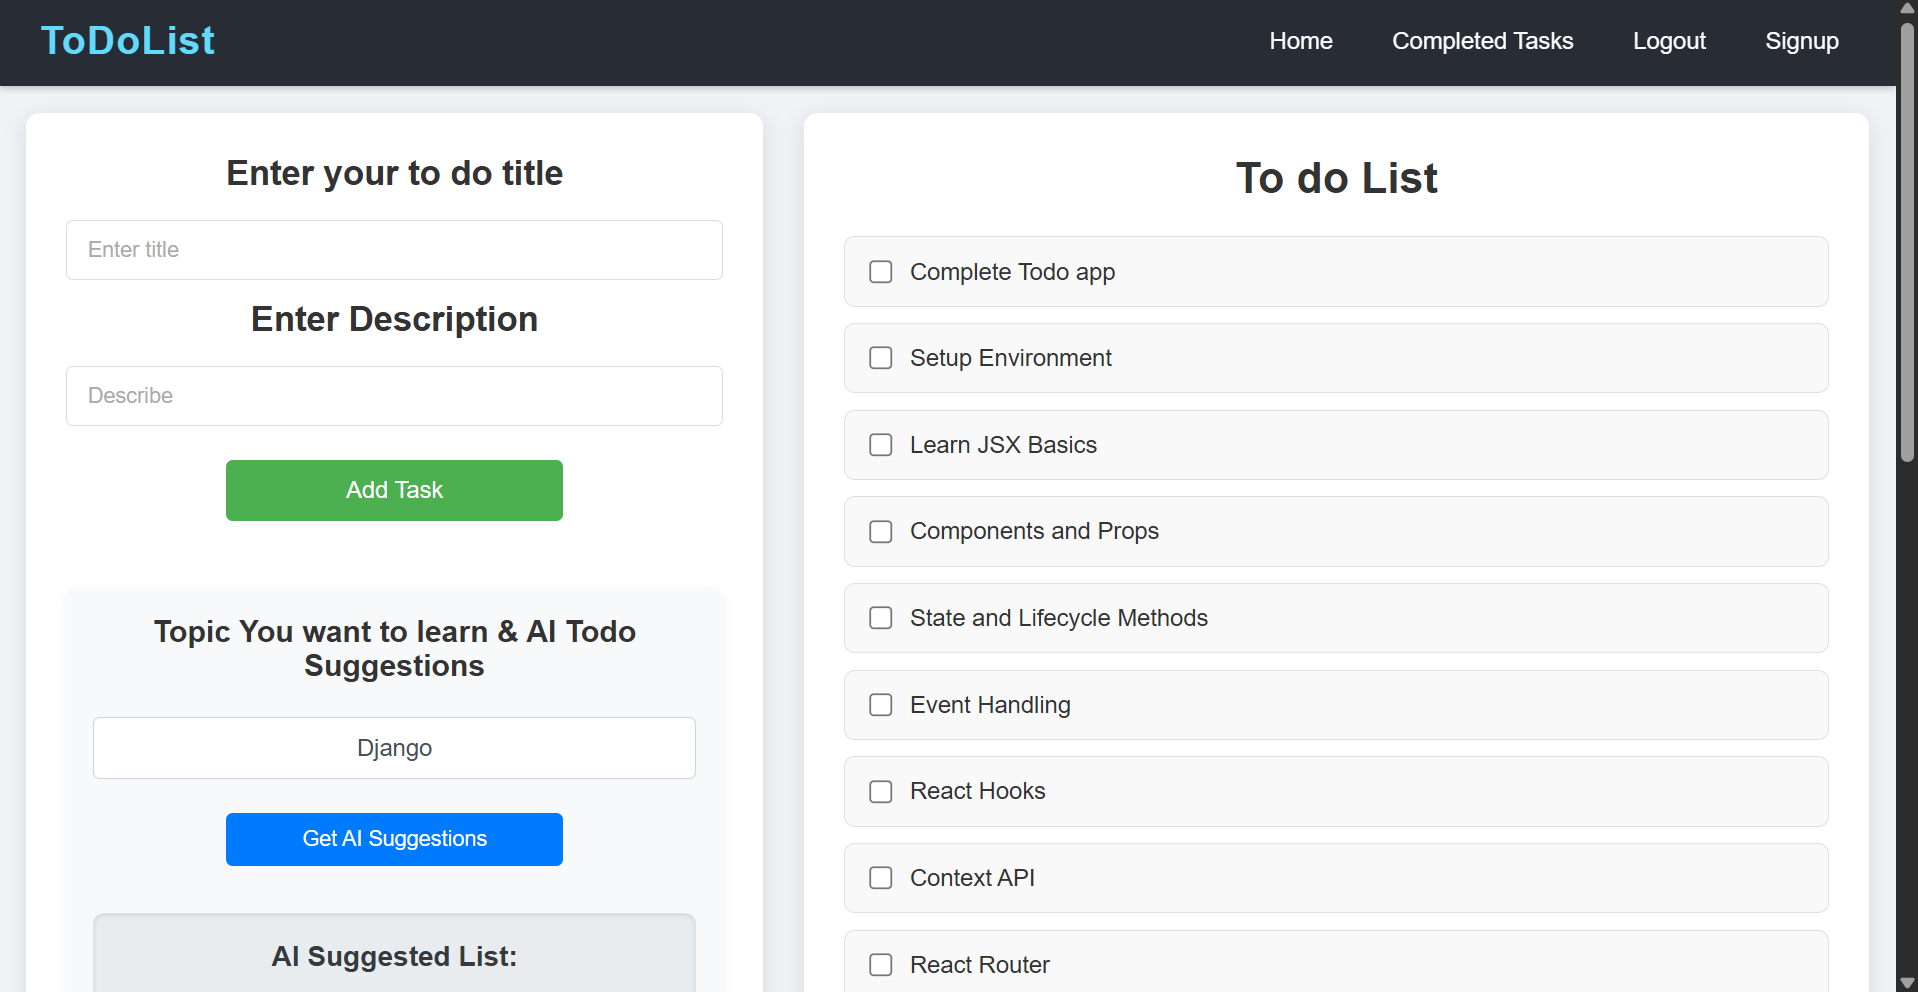 ToDoList
Home
Completed Tasks
Logout
Signup
Enter your to do title
Enter title
Enter Description
Describe
Add Task
Topic You want to learn & AI Todo
Suggestions
Django
Get AI Suggestions
AI Suggested List:
To do List
Complete Todo app
Setup Environment
Learn JSX Basics
Components and Props
State and Lifecycle Methods
Event Handling
React Hooks
Context API
React Router